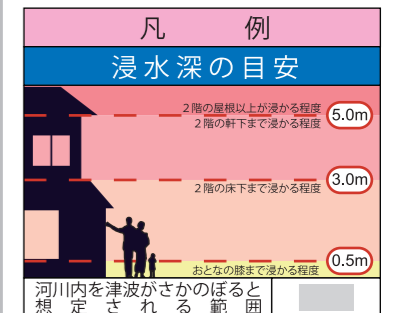 凡例
浸水深の目安
2階の屋根以上が浸かる程度
5.0m
2階の軒下まで浸かる程度
3.0m
2階の床下まで浸かる程度
0.5m
おとなの膝まで浸かる程度
河川内を津波がさかのぼると
想定される範囲